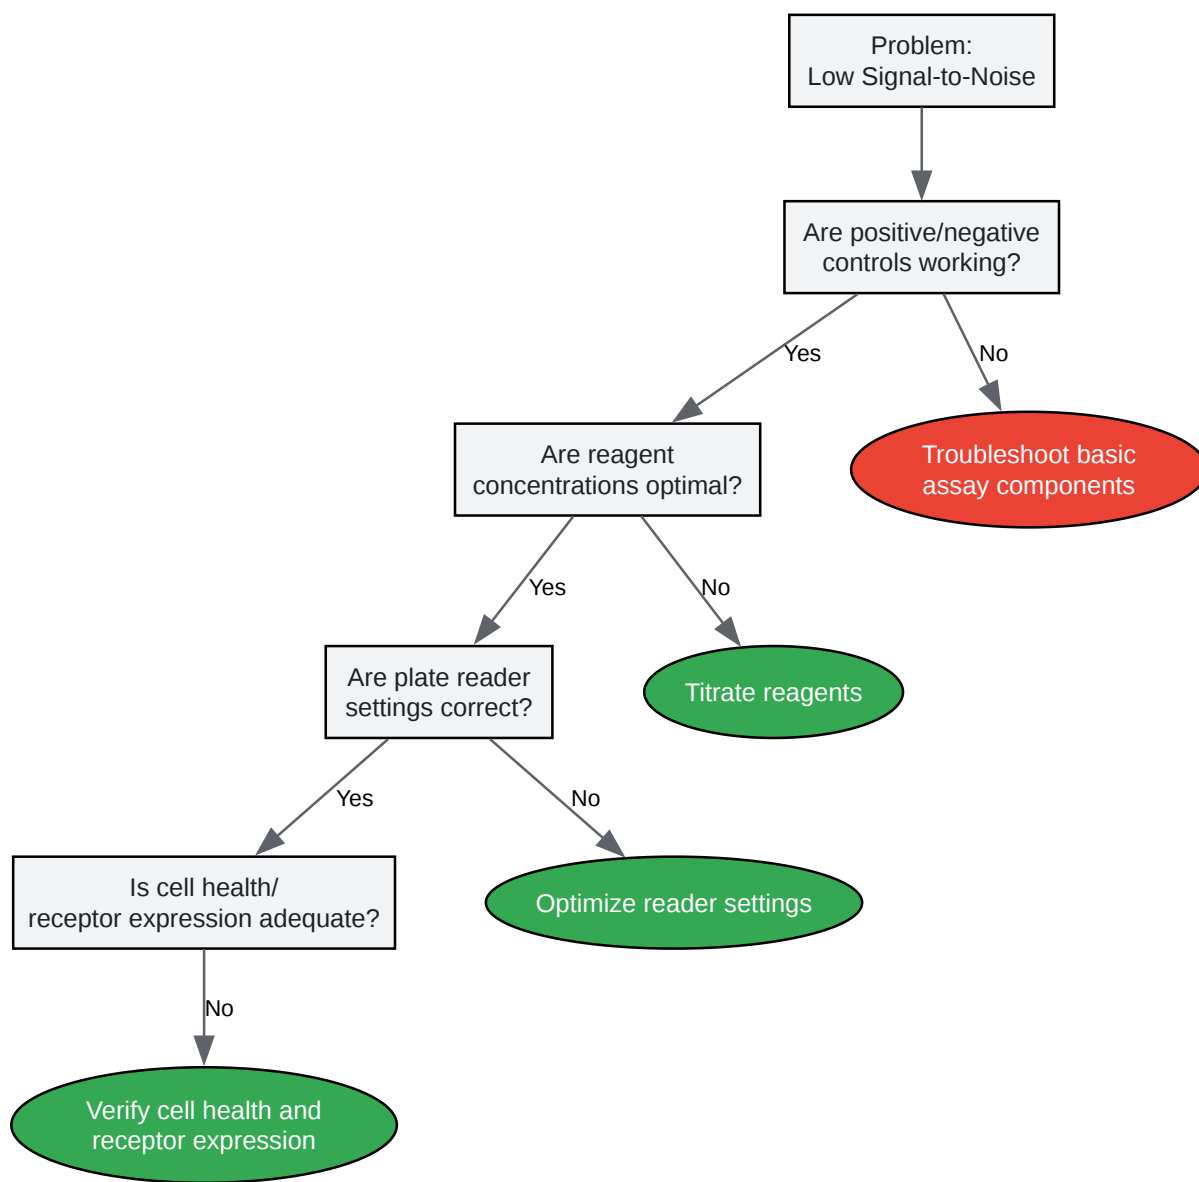 Problem:
Low Signal-to-Noise
Are positive/negative
controls working?
Yes
No
Are reagent
concentrations optimal?
Troubleshoot basic
assay components
Yes
No
Are plate reader
settings correct?
Titrate reagents
Yes
No
Is cell health/
receptor expression adequate?
Optimize reader settings
No
Verify cell health and
receptor expression